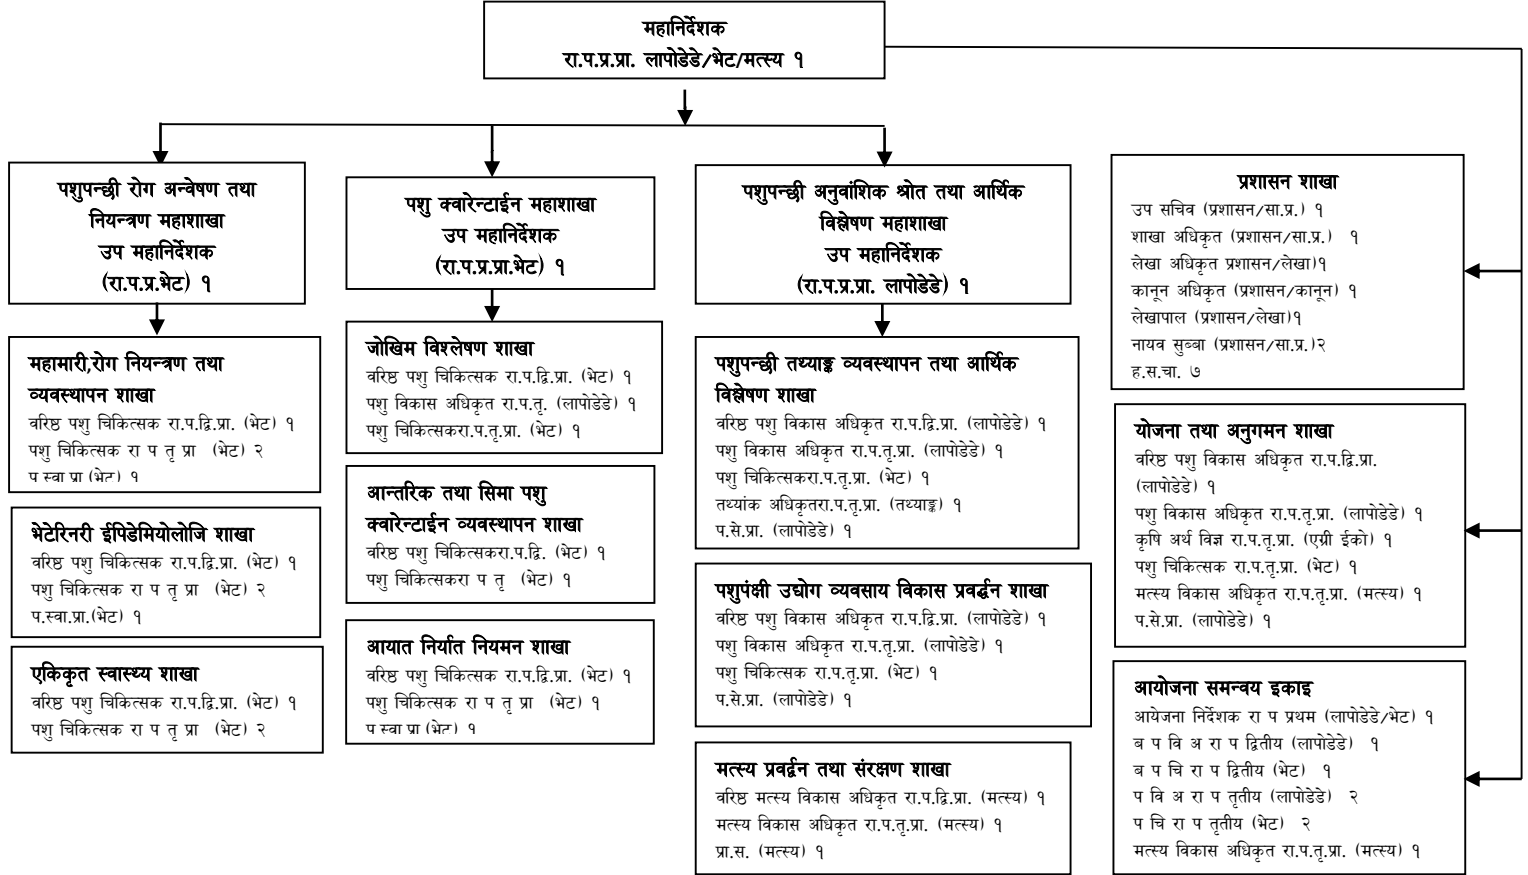 महानिर्देशक
रा.प.प्र.प्रा. लापोडेडे/भेट/मत्स्य १
पशुपन्छी रोग अन्वेषण तथा
नियन्त्रण महाशाखा
उप महानिर्देशक
(रा.प.प्र.भेट) १
महामारी,रोग नियन्त्रण तथा
व्यवस्थापन शाखा
वरिष्ठ पशु चिकित्सक रा.प.द्वि.प्रा. (भेट) १
पशु चिकित्सक रा प तृ प्रा (भेट) २
प स्वा प्रा (भेट) १
भेटेरिनरी ईपिडेमियोलोजि शाखा
वरिष्ठ पशु चिकित्सक रा.प.द्वि.प्रा. (भेट) १
पशु चिकित्सक रा प तृ प्रा (भेट) २
प.स्वा.प्रा.(भेट) १
एकिकृत स्वास्थ्य शाखा
वरिष्ठ पशु चिकित्सक रा.प.द्वि.प्रा. (भेट) १
पशु चिकित्सक रा प तृ प्रा (भेट) २
पशु क्वारेन्टाईन महाशाखा
उप महानिर्देशक
(रा.प.प्र.प्रा.भेट) १
जोखिम विश्लेषण शाखा
वरिष्ठ पशु चिकित्सक रा.प.द्वि.प्रा. (भेट) १
पशु विकास अधिकृत रा.प.तृ. (लापोडेडे) १
पशु चिकित्सकरा.प.तृ.प्रा. (भेट) १
आन्तरिक तथा सिमा पशु
क्वारेन्टाईन व्यवस्थापन शाखा
वरिष्ठ पशु चिकित्सकरा.प.द्वि. (भेट) १
पशु चिकित्सकरा प तृ (भेट) १
आयात निर्यात नियमन शाखा
वरिष्ठ पशु चिकित्सक रा.प.द्वि.प्रा. (भेट) १
पशु चिकित्सक रा प तृ प्रा (भेट) १
प स्वा प्रा (भेट) १
पशुपन्छी अनुवांशिक श्रोत तथा आर्थिक
विश्लेषण महाशाखा
उप महानिर्देशक
(रा.प.प्र.प्रा. लापोडेडे) १
पशुपन्छी तथ्याङ्क व्यवस्थापन तथा आर्थिक
विश्लेषण शाखा
वरिष्ठ पशु विकास अधिकृत रा.प.द्वि.प्रा. (लापोडेडे) १
पशु विकास अधिकृत रा.प.तृ.प्रा. (लापोडेडे) १
पशु चिकित्सकरा.प.तृ.प्रा. (भेट) १
तथ्यांक अधिकृतरा.प.तृ.प्रा. (तथ्याङ्क) १
प.से.प्रा. (लापोडेडे) १
पशुपंक्षी उद्योग व्यवसाय विकास प्रवर्द्धन शाखा
वरिष्ठ पशु विकास अधिकृत रा.प.द्वि.प्रा. (लापोडेडे) १
पशु विकास अधिकृत रा.प.तृ.प्रा. (लापोडेडे) १
पशु चिकित्सक रा.प.तृ.प्रा. (भेट) १
प.से.प्रा. (लापोडेडे) १
मत्स्य प्रवर्द्वन तथा संरक्षण शाखा
वरिष्ठ मत्स्य विकास अधिकृत रा.प.द्वि.प्रा. (मत्स्य) १
मत्स्य विकास अधिकृत रा.प.तृ.प्रा. (मत्स्य) १
प्रा.स. (मत्स्य) १
प्रशासन शाखा
उप सचिव (प्रशासन/सा.प्र.) १
शाखा अधिकृत (प्रशासन/सा.प्र.) १
लेखा अधिकृत प्रशासन/लेखा)१
कानून अधिकृत (प्रशासन/कानून) १
लेखापाल (प्रशासन/लेखा)१
नायव सुब्बा (प्रशासन/सा.प्र.)२
ह.स.चा. ७
योजना तथा अनुगमन शाखा
वरिष्ठ पशु विकास अधिकृत रा.प.द्वि.प्रा.
(लापोडेडे) १
पशु विकास अधिकृत रा.प.तृ.प्रा. (लापोडेडे) १
कृषि अर्थ विज्ञ रा.प.तृ.प्रा. (एग्री ईको) १
पशु चिकित्सक रा.प.तृ.प्रा. (भेट) १
मत्स्य विकास अधिकृत रा.प.तृ.प्रा. (मत्स्य) १
प.से.प्रा. (लापोडेडे) १
आयोजना समन्वय इकाइ
आयेजना निर्देशक रा प प्रथम (लापोडेडे/भेट) १
ब प वि अ रा प द्वितीय (लापोडेडे) १
ब प चि रा प द्वितीय (भेट) १
प वि अ रा प तृतीय (लापोडेडे) २
प चि रा प तृतीय (भेट) २
मत्स्य विकास अधिकृत रा.प.तृ.प्रा. (मत्स्य) १